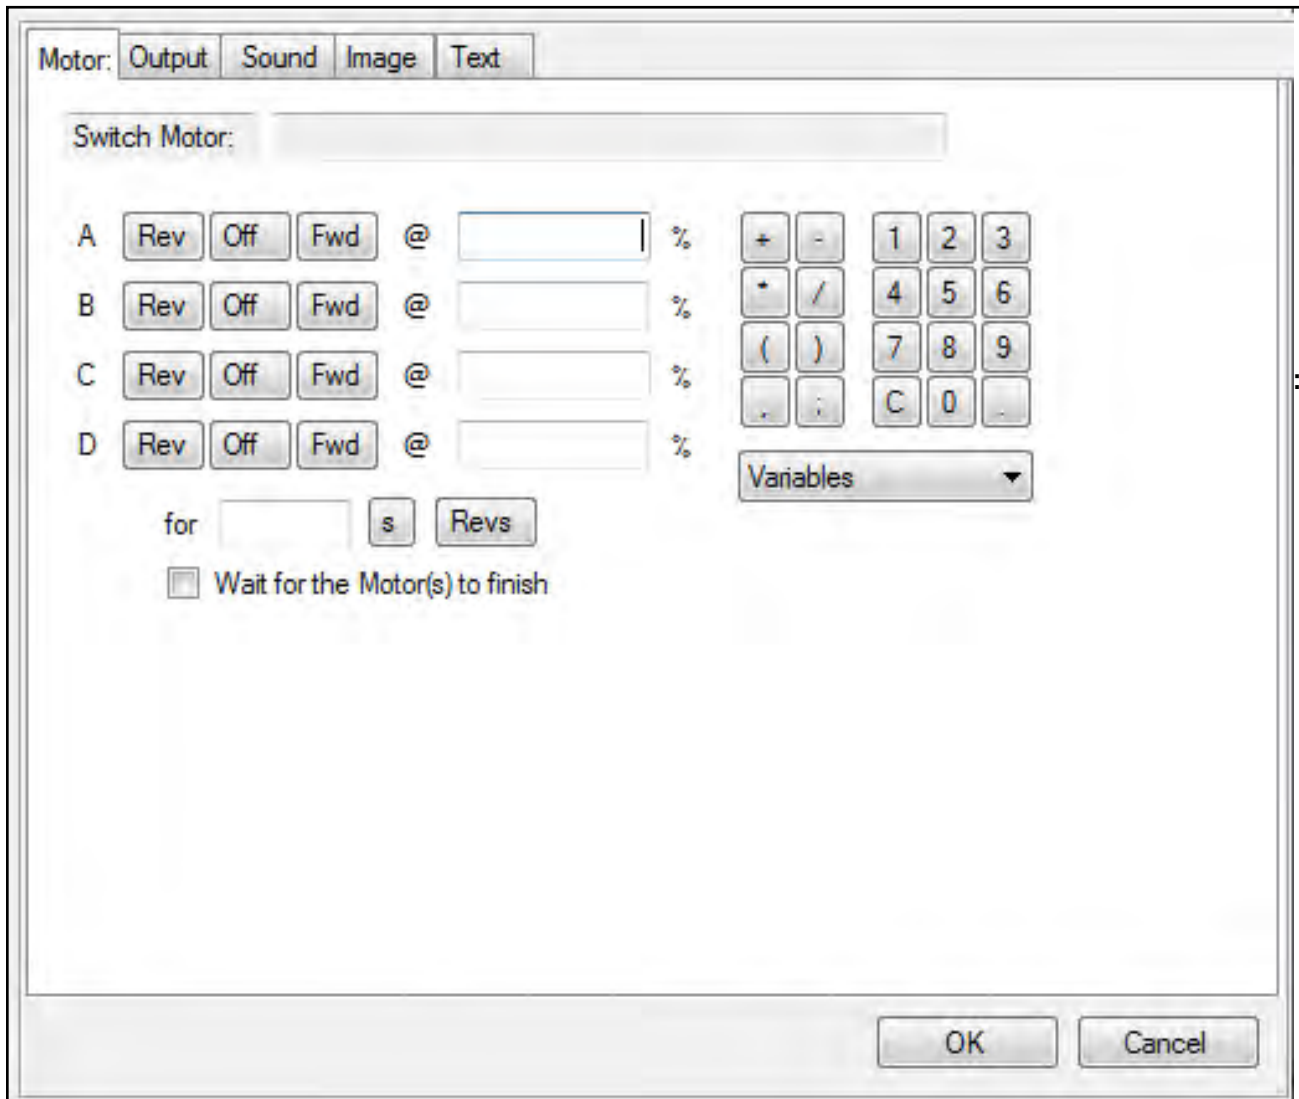 Motor: Output Sound Image Text
Switch Motor:
A Rev Off Fwd @ % + - 1 2 3
* / 4 5 6
B Rev Off Fwd @ %
( ) 7 8 9
C Rev Off Fwd @ %
, ; C 0 .
D Rev Off Fwd @ %
Variables
for s Revs
Wait for the Motor(s) to finish
OK Cancel